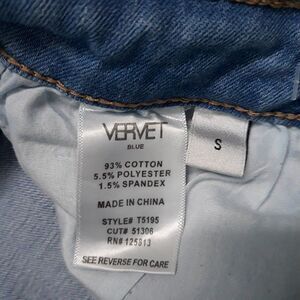 VERVET
BLUE
93% COTTON
5.5% POLYESTER
1.5% SPANDEX
MADE IN CHINA
STYLE# T5195
CUT# 51306
RN# 125813
SEE REVERSE FOR CARE
S